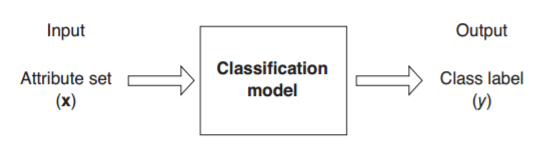 Input
Attribute set
(x)
Classification
model
Output
Class label
(y)